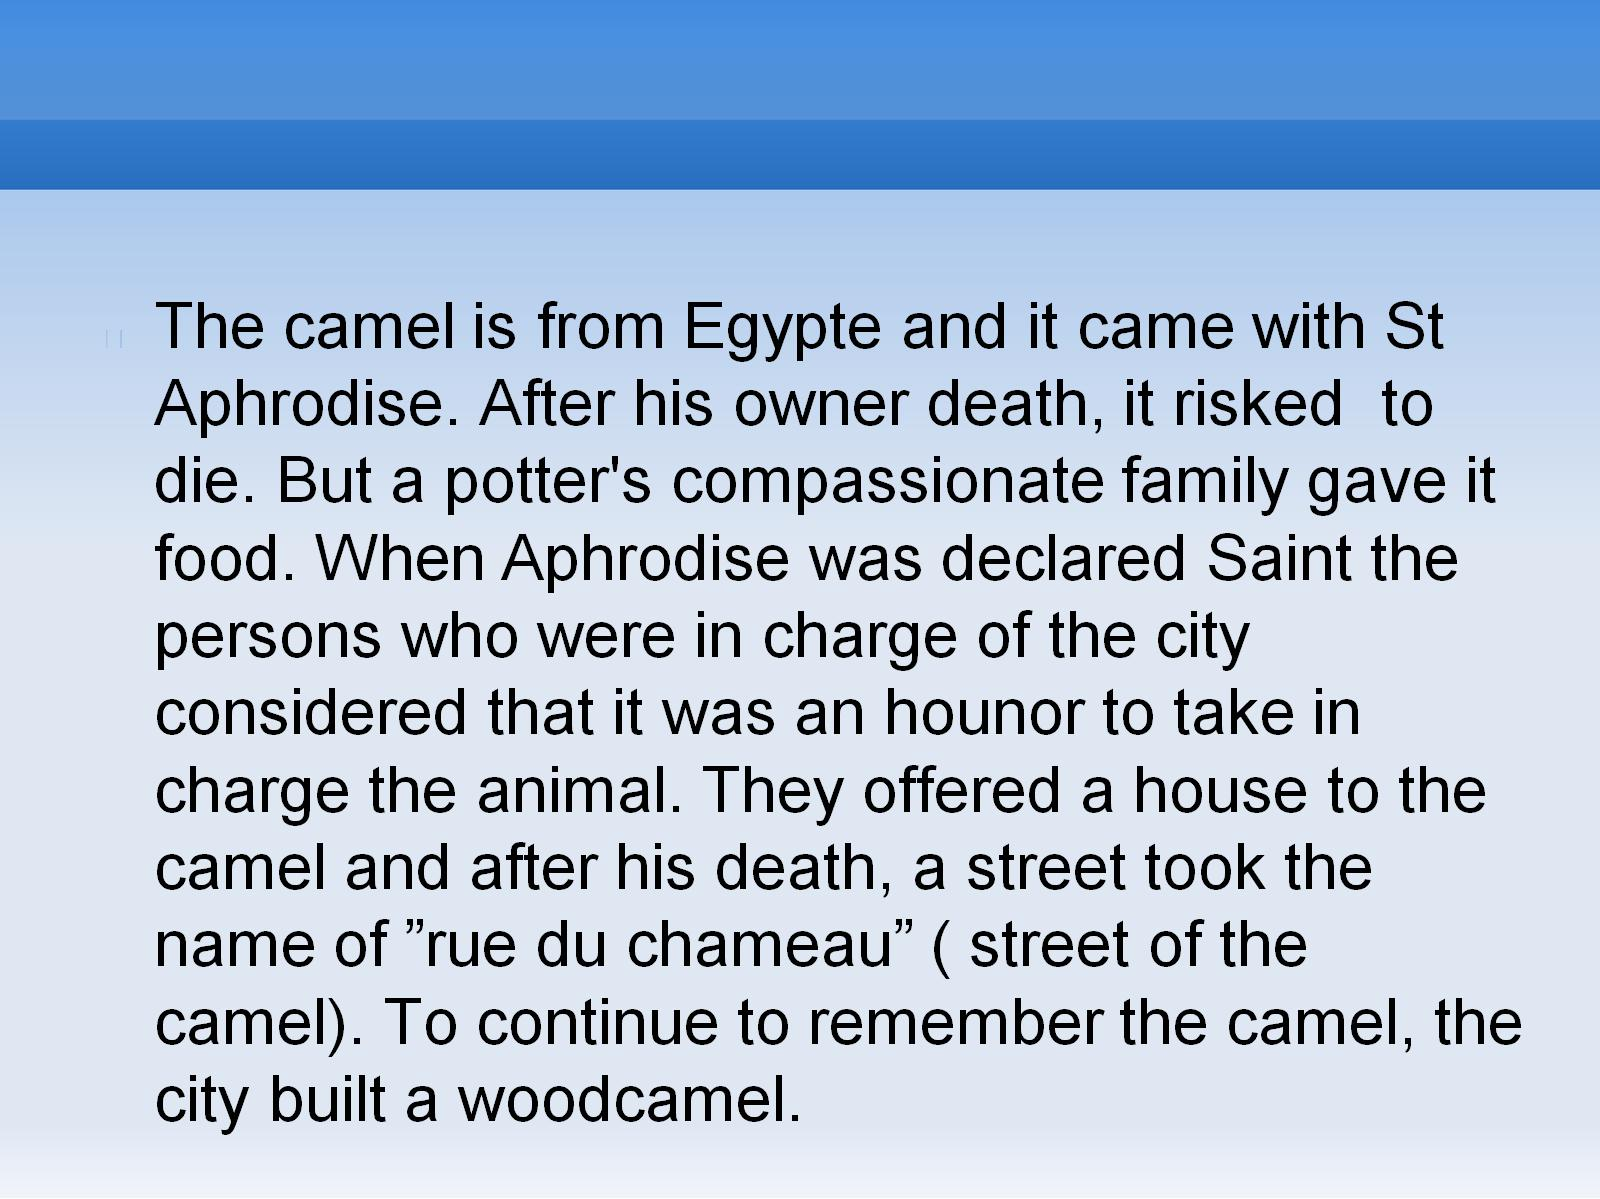 The camel is from Egypte and it came with St
Aphrodise. After his owner death, it risked  to
die. But a potter's compassionate family gave it
food. When Aphrodise was declared Saint the
persons who were in charge of the city
considered that it was an hounor to take in
charge the animal. They offered a house to the
camel and after his death, a street took the
name of ”rue du chameau” ( street of the
camel). To continue to remember the camel, the
city built a woodcamel.